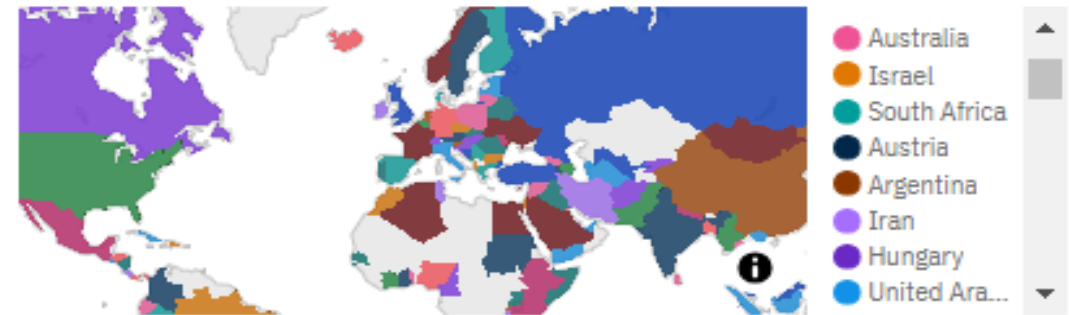 Australia
Israel
South Africa
Austria
Argentina
Iran
Hungary
United Ara...